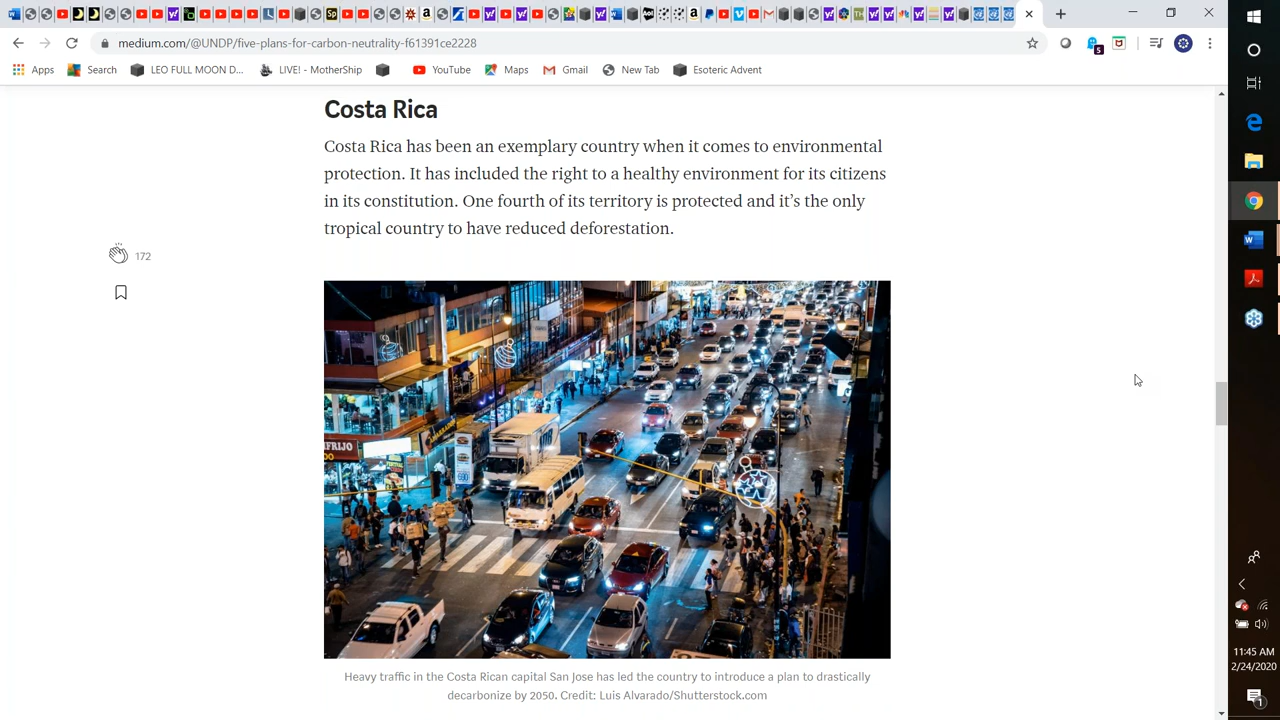 medium.com/@UNDP/five-plans-for-carbon-neutrality-f61391ce2228
5
Apps Search LEO FULL MOON D... LIVE! - MotherShip YouTube Maps Gmail New Tab Esoteric Advent
Costa Rica
Costa Rica has been an exemplary country when it comes to environmental
protection. It has included the right to a healthy environment for its citizens
in its constitution. One fourth of its territory is protected and it’s the only
tropical country to have reduced deforestation.
172
Heavy traffic in the Costa Rican capital San Jose has led the country to introduce a plan to drastically
decarbonize by 2050. Credit: Luis Alvarado/Shutterstock.com
11:45 AM
2/24/2020
1